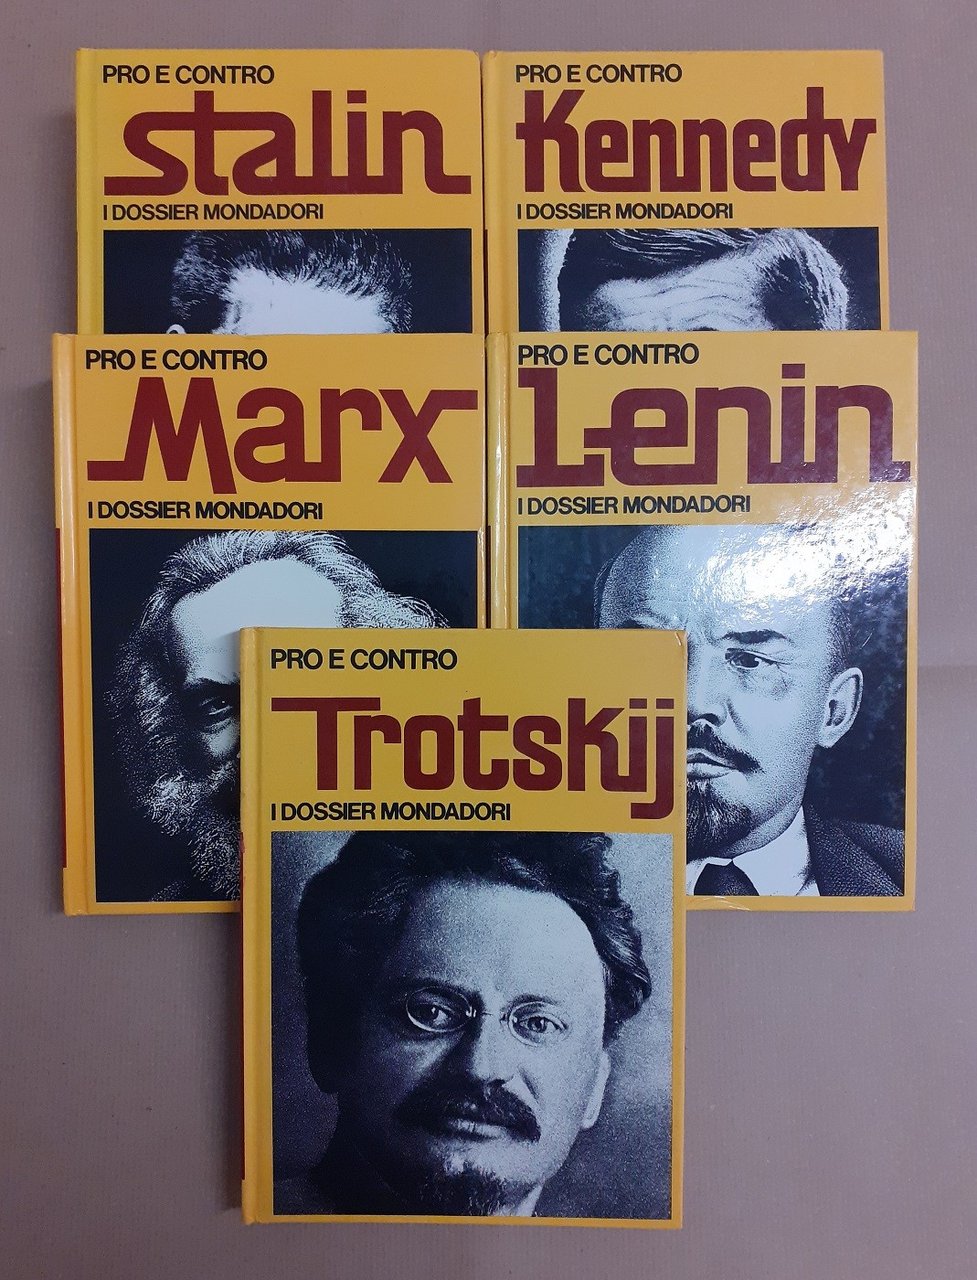 PRO E CONTRO
stalin
I DOSSIER MONDADORI
PRO E CONTRO
Kennedy
I DOSSIER MONDADORI
PRO E CONTRO
Marx
I DOSSIER MONDADORI
PRO E CONTRO
Lenin
I DOSSIER MONDADORI
PRO E CONTRO
Trotskij
I DOSSIER MONDADORI